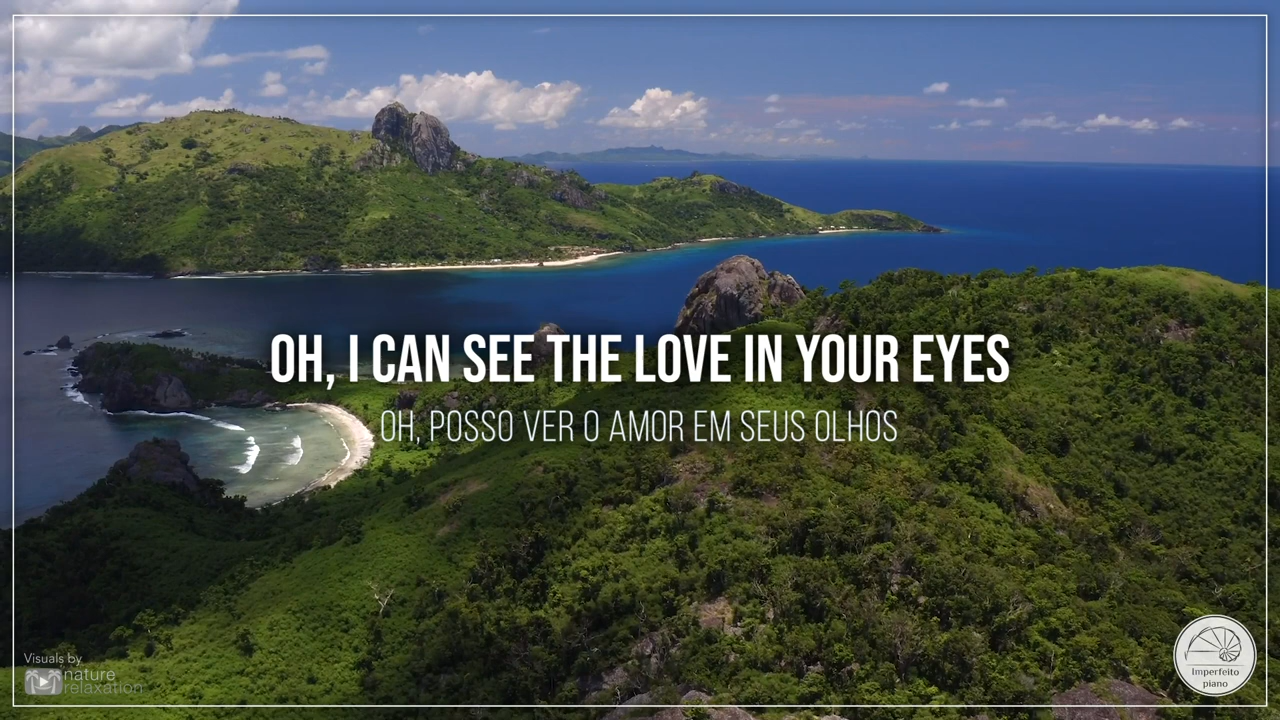 OH, I CAN SEE THE LOVE IN YOUR EYES
OH, POSSO VER O AMOR EM SEUS OLHOS
Visuals by
nature
relaxation
Imperfeito
piano